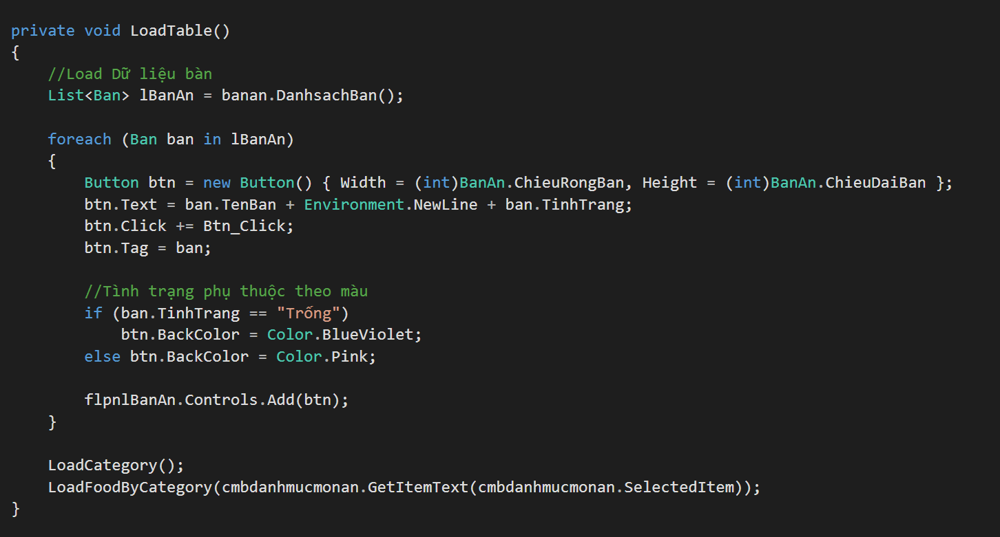 private void LoadTable()
{
    //Load Dữ liệu bàn
    List<Ban> lBanAn = banan.DanhsachBan();

    foreach (Ban ban in lBanAn)
    {
        Button btn = new Button() { Width = (int)BanAn.ChieuRongBan, Height = (int)BanAn.ChieuDaiBan };
        btn.Text = ban.TenBan + Environment.NewLine + ban.TinhTrang;
        btn.Click += Btn_Click;
        btn.Tag = ban;

        //Tình trạng phụ thuộc theo màu
        if (ban.TinhTrang == "Trống")
            btn.BackColor = Color.BlueViolet;
        else btn.BackColor = Color.Pink;

        flpnlBanAn.Controls.Add(btn);
    }

    LoadCategory();
    LoadFoodByCategory(cmbdanhmucmonan.GetItemText(cmbdanhmucmonan.SelectedItem));
}